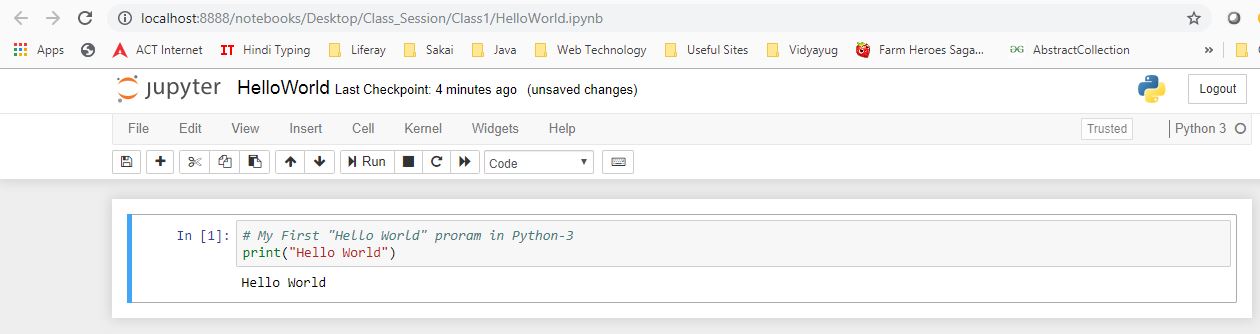 localhost:8888/notebooks/Desktop/Class_Session/Class1/HelloWorld.ipynb
Apps ACT Internet IT Hindi Typing Liferay Sakai Java Web Technology Useful Sites Vidyayug Farm Heroes Saga... GG AbstractCollection »
jupyter HelloWorld Last Checkpoint: 4 minutes ago (unsaved changes) Logout
File Edit View Insert Cell Kernel Widgets Help Trusted Python 3
Run Code
In [1]: # My First "Hello World" proram in Python-3
print("Hello World")
Hello World